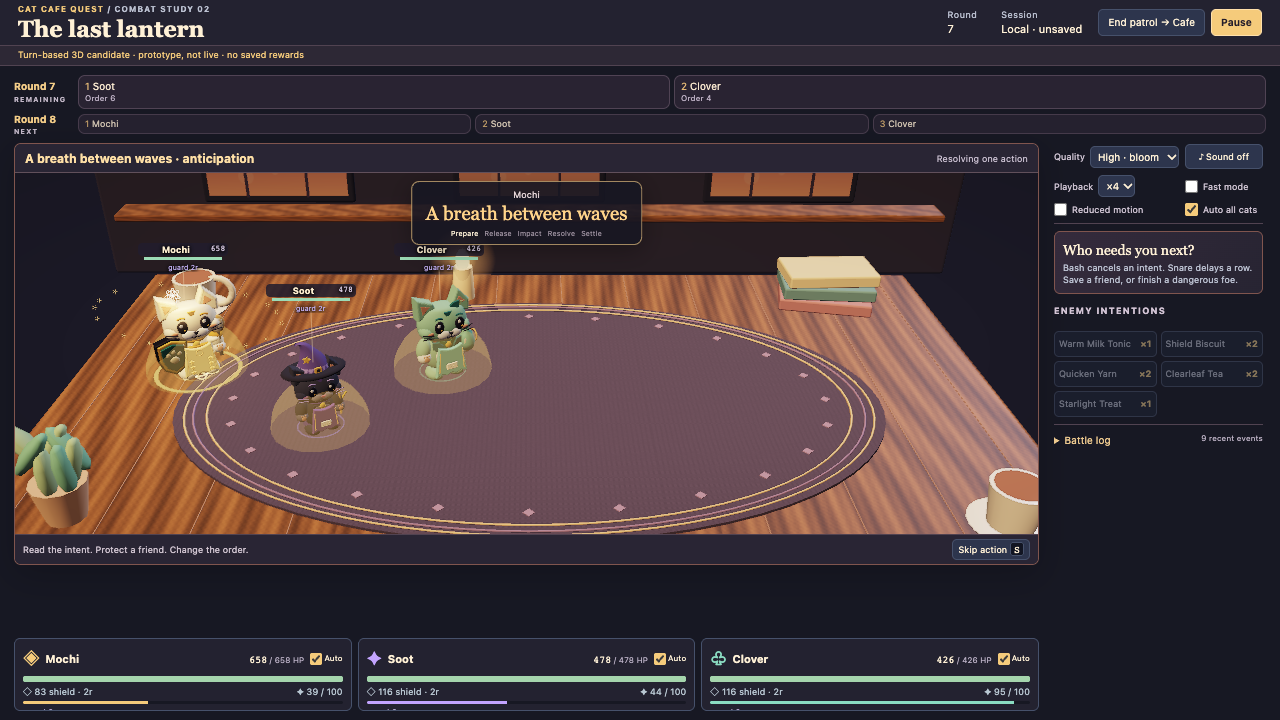 CAT CAFE QUEST / COMBAT STUDY 02
The last lantern
Round
7
Session
Local · unsaved
End patrol → Cafe
Pause
Turn-based 3D candidate · prototype, not live · no saved rewards
Round 7
REMAINING
1 Soot
Order 6
2 Clover
Order 4
Round 8
NEXT
1 Mochi
2 Soot
3 Clover
A breath between waves · anticipation
Resolving one action
Mochi
A breath between waves
Prepare Release Impact Resolve Settle
Mochi 658
guard 2r
Clover 426
guard 2r
Soot 478
guard 2r
Read the intent. Protect a friend. Change the order.
Skip action S
Quality
High · bloom
♪ Sound off
Playback
×4
Fast mode
Reduced motion
Auto all cats
Who needs you next?
Bash cancels an intent. Snare delays a row.
Save a friend, or finish a dangerous foe.
ENEMY INTENTIONS
Warm Milk Tonic ×1
Shield Biscuit ×2
Quicken Yarn ×2
Clearleaf Tea ×2
Starlight Treat ×1
Battle log
9 recent events
Mochi
658 / 658 HP
Auto
83 shield · 2r
39 / 100
Soot
478 / 478 HP
Auto
116 shield · 2r
44 / 100
Clover
426 / 426 HP
Auto
116 shield · 2r
95 / 100